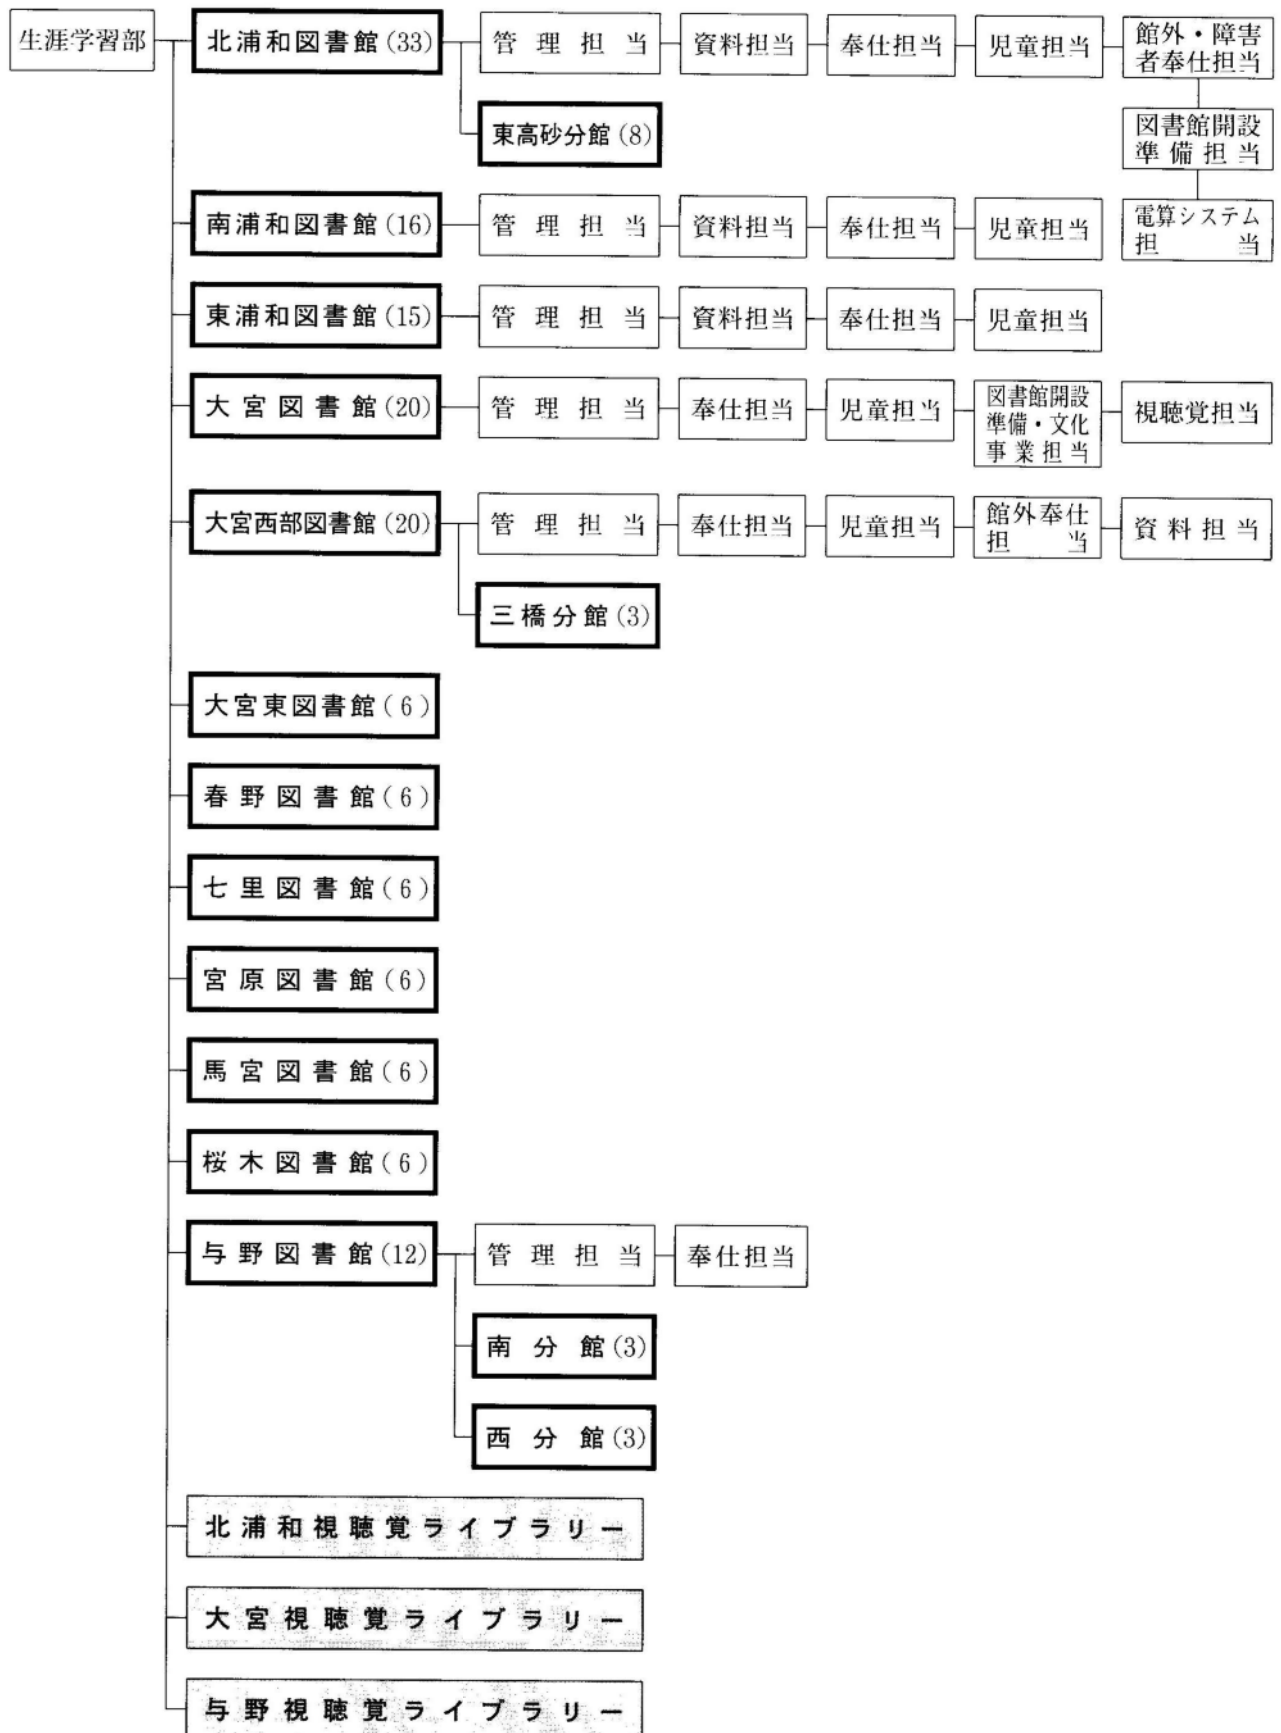 生涯学習部
北浦和図書館(33)
管理担当
資料担当
奉仕担当
児童担当
館外・障害
者奉仕担当
東高砂分館(8)
図書館開設
準備担当
南浦和図書館(16)
管理担当
資料担当
奉仕担当
児童担当
電算システム
担当
東浦和図書館(15)
管理担当
資料担当
奉仕担当
児童担当
大宮図書館(20)
管理担当
奉仕担当
児童担当
図書館開設
準備・文化
事業担当
視聴覚担当
大宮西部図書館(20)
管理担当
奉仕担当
児童担当
館外奉仕
担当
資料担当
三橋分館(3)
大宮東図書館(6)
春野図書館(6)
七里図書館(6)
宮原図書館(6)
馬宮図書館(6)
桜木図書館(6)
与野図書館(12)
管理担当
奉仕担当
南分館(3)
西分館(3)
北浦和視聴覚ライブラリー
大宮視聴覚ライブラリー
与野視聴覚ライブラリー